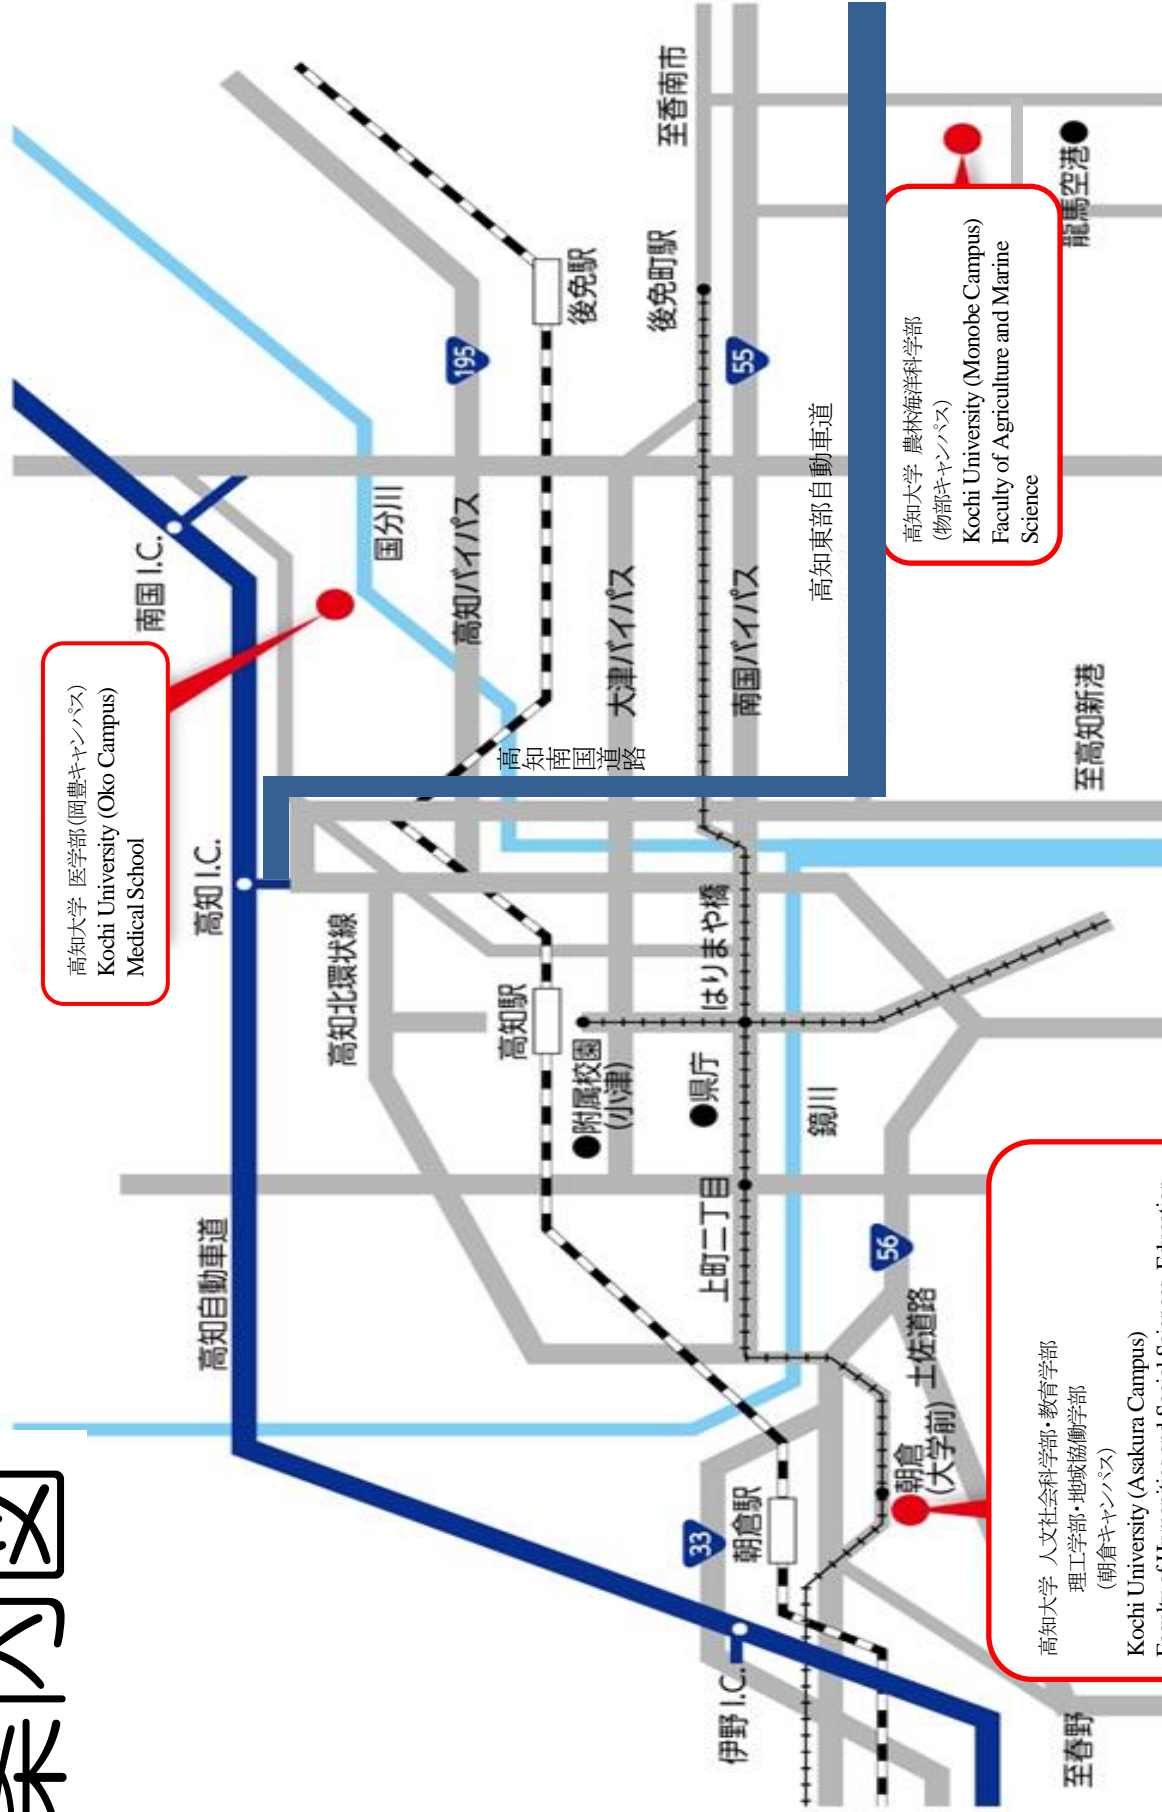 案内図
高知大学 医学部(岡豊キャンパス)
Kochi University (Oko Campus)
Medical School
南国 I.C.
高知 I.C.
高知自動車道
国分川
高知北環状線
195
高知バイパス
後免駅
高知南国道路
高知駅
附属校園
(小津)
大津バイパス
至香南市
後免町駅
はりまや橋
県庁
上町二丁目
55
南国バイパス
33
朝倉駅
伊野 I.C.
高知東部自動車道
鏡川
56
土佐道路
朝倉
(大学前)
高知大学 農林海洋科学部
(物部キャンパス)
Kochi University (Monobe Campus)
Faculty of Agriculture and Marine
Science
龍馬空港
至高知新港
至春野
高知大学 人文社会科学部・教育学部
理工学部・地域協働学部
(朝倉キャンパス)
Kochi University (Asakura Campus)